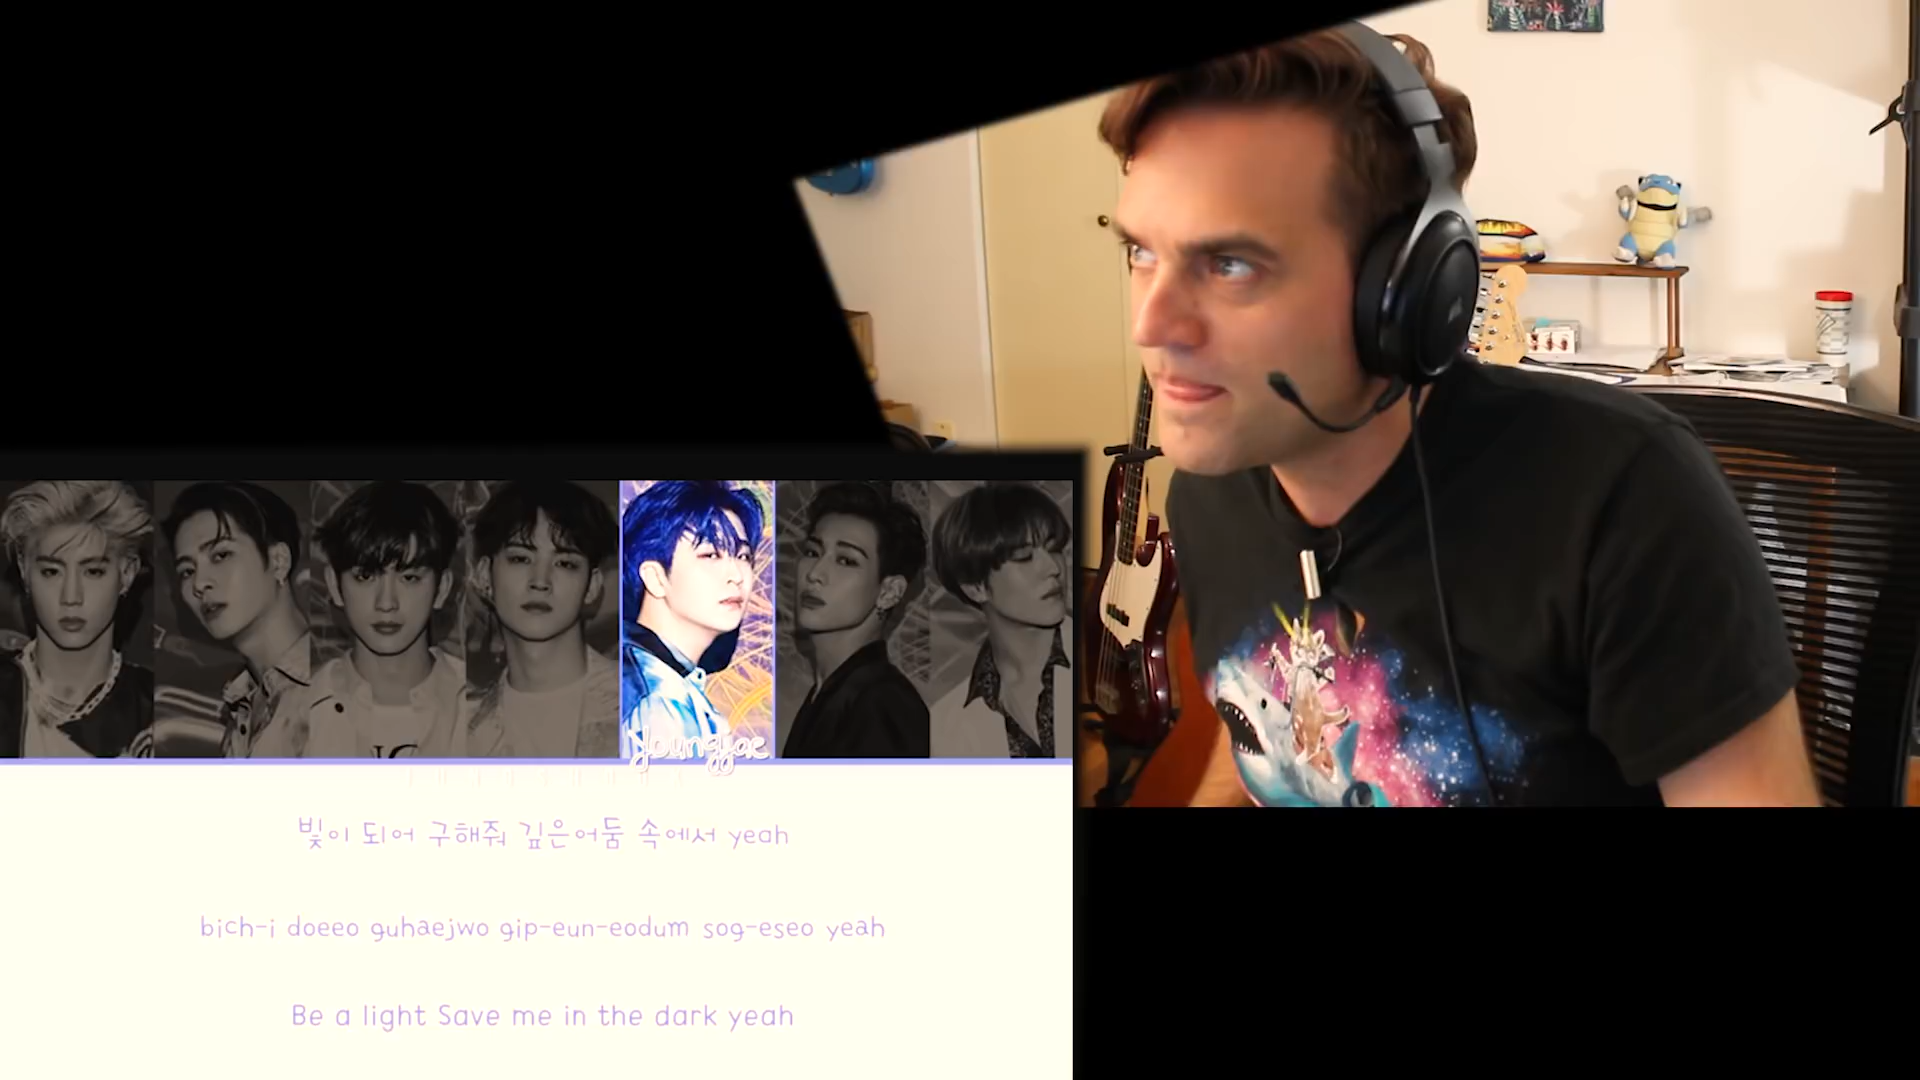 youngjae
빛이 되어 구해줘 깊은어둠 속에서 yeah
bich-i doeeo guhaejwo gip-eun-eodum sog-eseo yeah
Be a light Save me in the dark yeah